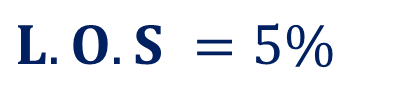 L. O. S = 5%